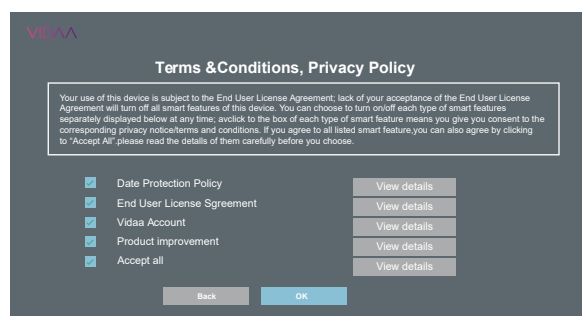 VIDAA
Terms &Conditions, Privacy Policy
Your use of this device is subject to the End User License Agreement; lack of your acceptance of the End User License
Agreement will turn off all smart features of this device. You can choose to turn on/off each type of smart features
separately displayed below at any time; avclick to the box of each type of smart feature means you give you consent to the
corresponding privacy notice/terms and conditions. If you agree to all listed smart feature,you can also agree by clicking
to “Accept All”.please read the details of them carefully before you choose.
Date Protection Policy View details
End User License Sgreement View details
Vidaa Account View details
Product improvement View details
Accept all View details
Back OK